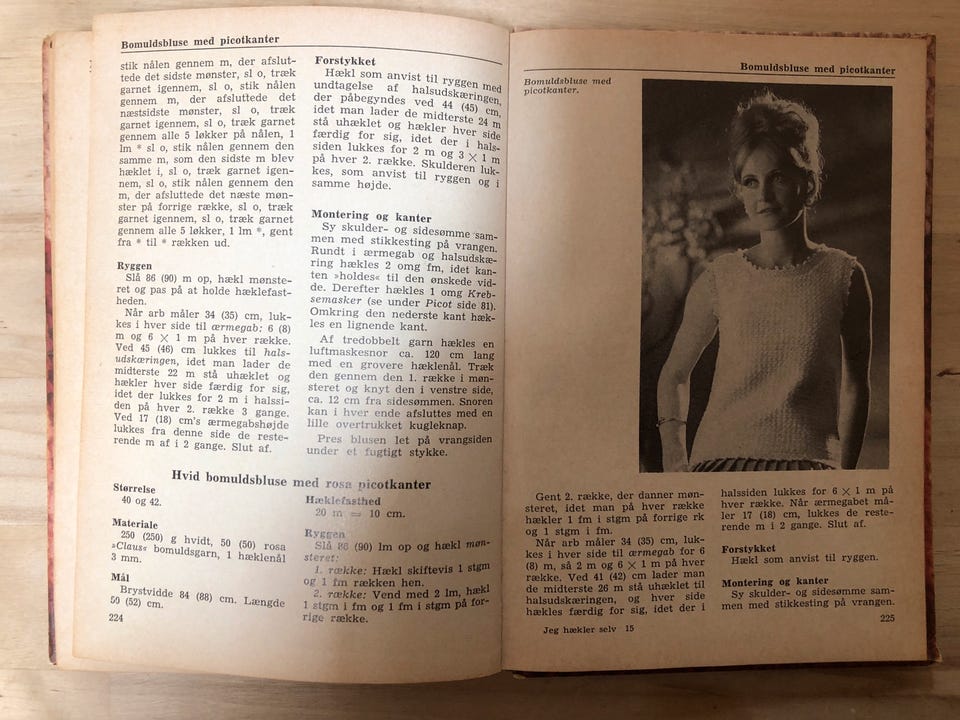 Bomuldsbluse med picotkanter
stik nålen gennem m, der afslut-
tede det sidste mønster, sl o, træk
garnet igennem, sl o, stik nålen
gennem m, der afsluttede det
næstsidste mønster, sl o, træk
garnet igennem, sl o, træk garnet
gennem alle 5 løkker på nålen, 1
lm * sl o, stik nålen gennem den
samme m, som den sidste m blev
hæklet i, sl o, træk garnet igen-
nem, sl o, stik nålen gennem den
m, der afsluttede det næste møn-
ster på forrige række, sl o, træk
garnet igennem, sl o, træk garnet
gennem alle 5 løkker, 1 lm *, gent
fra * til * rækken ud.
Ryggen
Slå 86 (90) m op, hækl mønste-
ret og pas på at holde hæklefast-
heden.
Når arb måler 34 (35) cm, luk-
kes i hver side til ærmegab: 6 (8)
m og 6 × 1 m på hver række.
Ved 45 (46) cm lukkes til hals-
udskæringen, idet man lader de
midterste 22 m stå uhæklet og
hækler hver side færdig for sig,
idet der lukkes for 2 m i halssi-
den på hver 2. række 3 gange.
Ved 17 (18) cm's ærmegabshøjde
lukkes fra denne side de reste-
rende m af i 2 gange. Slut af.
Forstykket
Hækl som anvist til ryggen med
undtagelse af halsudskæringen,
der påbegyndes ved 44 (45) cm,
idet man lader de midterste 24 m
stå uhæklet og hækler hver side
færdig for sig, idet der i hals-
siden lukkes for 2 m og 3 × 1 m
på hver 2. række. Skulderen luk-
kes, som anvist til ryggen og i
samme højde.
Montering og kanter
Sy skulder- og sidesømme sam-
men med stikkesting på vrangen.
Rundt i ærmegab og halsudskæ-
ring hækles 2 omg fm, idet kan-
ten »holdes« til den ønskede vid-
de. Derefter hækles 1 omg Kreb-
semasker (se under Picot side 81).
Omkring den nederste kant hæk-
les en lignende kant.
Af tredobbelt garn hækles en
luftmaskesnor ca. 120 cm lang
med en grovere hæklenål. Træk
den gennem den 1. række i møn-
steret og knyt den i venstre side,
ca. 12 cm fra sidesømmen. Snoren
kan i hver ende afsluttes med en
lille overtrukket kugleknap.
Pres blusen let på vrangsiden
under et fugtigt stykke.
Hvid bomuldsbluse med rosa picotkanter
Størrelse
40 og 42.
Materiale
250 (250) g hvidt, 50 (50) rosa
»Claus« bomuldsgarn, 1 hæklenål
3 mm.
Mål
Brystvidde 84 (88) cm. Længde
50 (52) cm.
Hæklefasthed
20 m = 10 cm.
Ryggen
Slå 86 (90) lm op og hækl møn-
steret:
1. række: Hækl skiftevis 1 stgm
og 1 fm rækken hen.
2. række: Vend med 2 lm, hækl
1 stgm i fm og 1 fm i stgm på for-
rige række.
224
Bomuldsbluse med picotkanter
Bomuldsbluse med
picotkanter.
Gent 2. række, der danner møn-
steret, idet man på hver række
hækler 1 fm i stgm på forrige rk
og 1 stgm i fm.
Når arb måler 34 (35) cm, luk-
kes i hver side til ærmegab for 6
(8) m, så 2 m og 6 × 1 m på hver
række. Ved 41 (42) cm lader man
de midterste 26 m stå uhæklet til
halsudskæringen, og hver side
hækles færdig for sig, idet der i
halssiden lukkes for 6 × 1 m på
hver række. Når ærmegabet må-
ler 17 (18) cm, lukkes de reste-
rende m i 2 gange. Slut af.
Forstykket
Hækl som anvist til ryggen.
Montering og kanter
Sy skulder- og sidesømme sam-
men med stikkesting på vrangen.
Jeg hækler selv 15
225